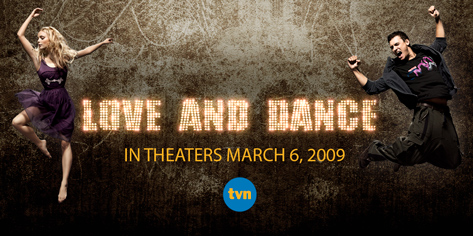 LOVE AND DANCE
IN THEATERS MARCH 6, 2009
tvn